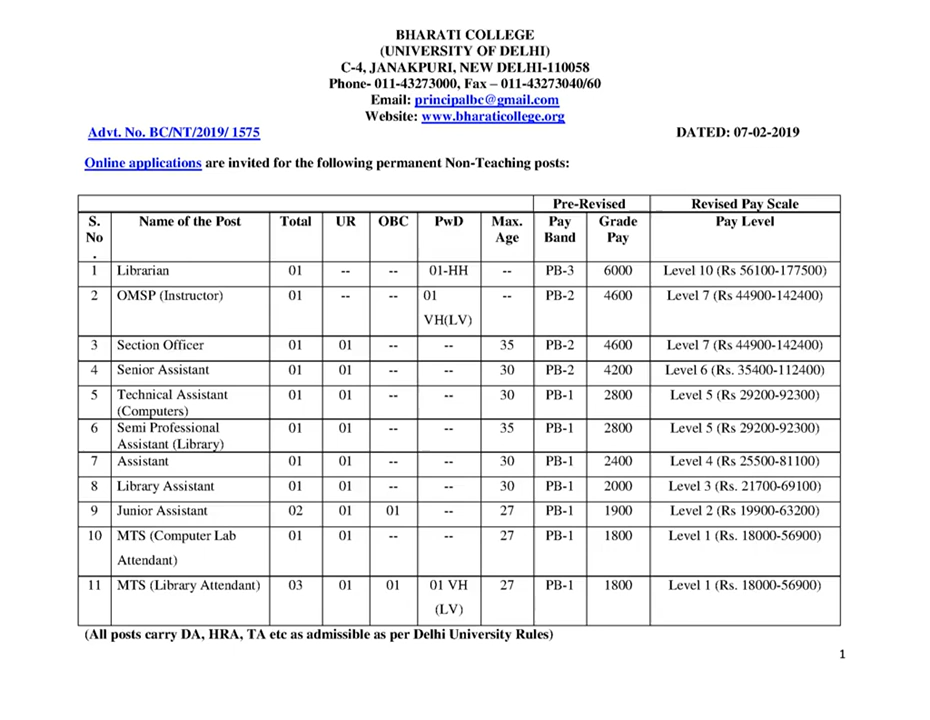 BHARATI COLLEGE
(UNIVERSITY OF DELHI)
C-4, JANAKPURI, NEW DELHI-110058
Phone- 011-43273000, Fax – 011-43273040/60
Email: principalbc@gmail.com
Website: www.bharaticollege.org
Advt. No. BC/NT/2019/ 1575 DATED: 07-02-2019
Online applications are invited for the following permanent Non-Teaching posts:
Pre-Revised Revised Pay Scale
S. Name of the Post Total UR OBC PwD Max. Pay Grade Pay Level
No Age Band Pay
.
1 Librarian 01 -- -- 01-HH -- PB-3 6000 Level 10 (Rs 56100-177500)
2 OMSP (Instructor) 01 -- -- 01 -- PB-2 4600 Level 7 (Rs 44900-142400)
VH(LV)
3 Section Officer 01 01 -- -- 35 PB-2 4600 Level 7 (Rs 44900-142400)
4 Senior Assistant 01 01 -- -- 30 PB-2 4200 Level 6 (Rs. 35400-112400)
5 Technical Assistant 01 01 -- -- 30 PB-1 2800 Level 5 (Rs 29200-92300)
(Computers)
6 Semi Professional 01 01 -- -- 35 PB-1 2800 Level 5 (Rs 29200-92300)
Assistant (Library)
7 Assistant 01 01 -- -- 30 PB-1 2400 Level 4 (Rs 25500-81100)
8 Library Assistant 01 01 -- -- 30 PB-1 2000 Level 3 (Rs. 21700-69100)
9 Junior Assistant 02 01 01 -- 27 PB-1 1900 Level 2 (Rs 19900-63200)
10 MTS (Computer Lab 01 01 -- -- 27 PB-1 1800 Level 1 (Rs. 18000-56900)
Attendant)
11 MTS (Library Attendant) 03 01 01 01 VH 27 PB-1 1800 Level 1 (Rs. 18000-56900)
(LV)
(All posts carry DA, HRA, TA etc as admissible as per Delhi University Rules)
1